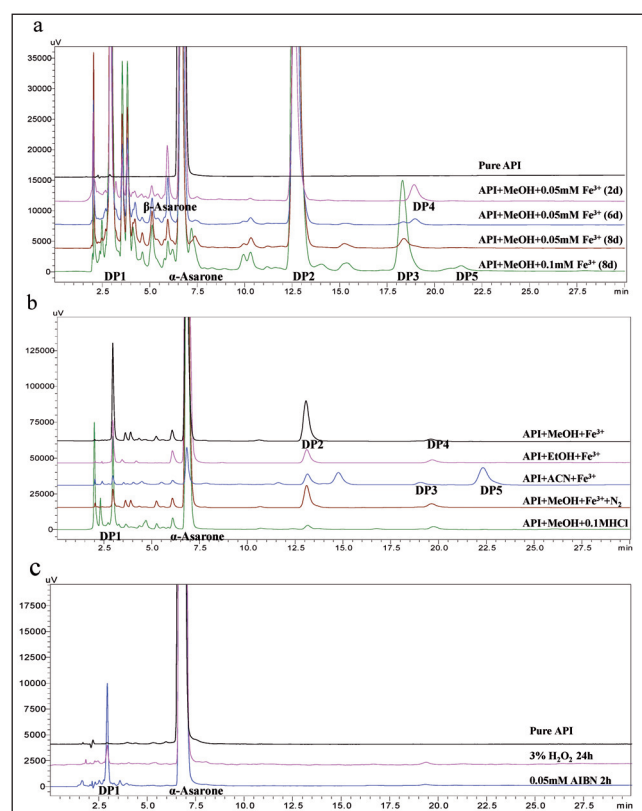 a
uV
35000
30000
25000
20000
15000
10000
5000
0
Pure API
API+MeOH+0.05mM Fe³⁺ (2d)
β-Asarone
DP4
API+MeOH+0.05mM Fe³⁺ (6d)
API+MeOH+0.05mM Fe³⁺ (8d)
API+MeOH+0.1mM Fe³⁺ (8d)
DP1 α-Asarone DP2 DP3 DP5
2.5 5.0 7.5 10.0 12.5 15.0 17.5 20.0 22.5 25.0 27.5 min
b
uV
125000
100000
75000
50000
25000
0
API+MeOH+Fe³⁺
DP2 DP4
API+EtOH+Fe³⁺
API+ACN+Fe³⁺
DP3 DP5
API+MeOH+Fe³⁺+N₂
API+MeOH+0.1MHCl
DP1 α-Asarone
0.0 2.5 5.0 7.5 10.0 12.5 15.0 17.5 20.0 22.5 25.0 27.5 min
c
uV
17500
15000
12500
10000
7500
5000
2500
0
Pure API
3% H₂O₂ 24h
0.05mM AIBN 2h
DP1 α-Asarone
0.0 2.5 5.0 7.5 10.0 12.5 15.0 17.5 20.0 22.5 25.0 27.5 min